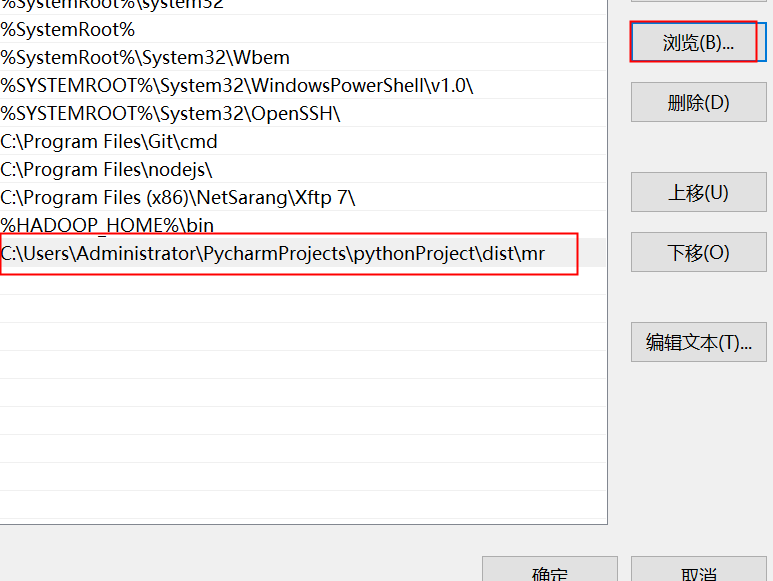 %SystemRoot%\system32
%SystemRoot%
%SystemRoot%\System32\Wbem
%SYSTEMROOT%\System32\WindowsPowerShell\v1.0\
%SYSTEMROOT%\System32\OpenSSH\
C:\Program Files\Git\cmd
C:\Program Files\nodejs\
C:\Program Files (x86)\NetSarang\Xftp 7\
%HADOOP_HOME%\bin
C:\Users\Administrator\PycharmProjects\pythonProject\dist\mr
浏览(B)...
删除(D)
上移(U)
下移(O)
编辑文本(T)...
确定
取消